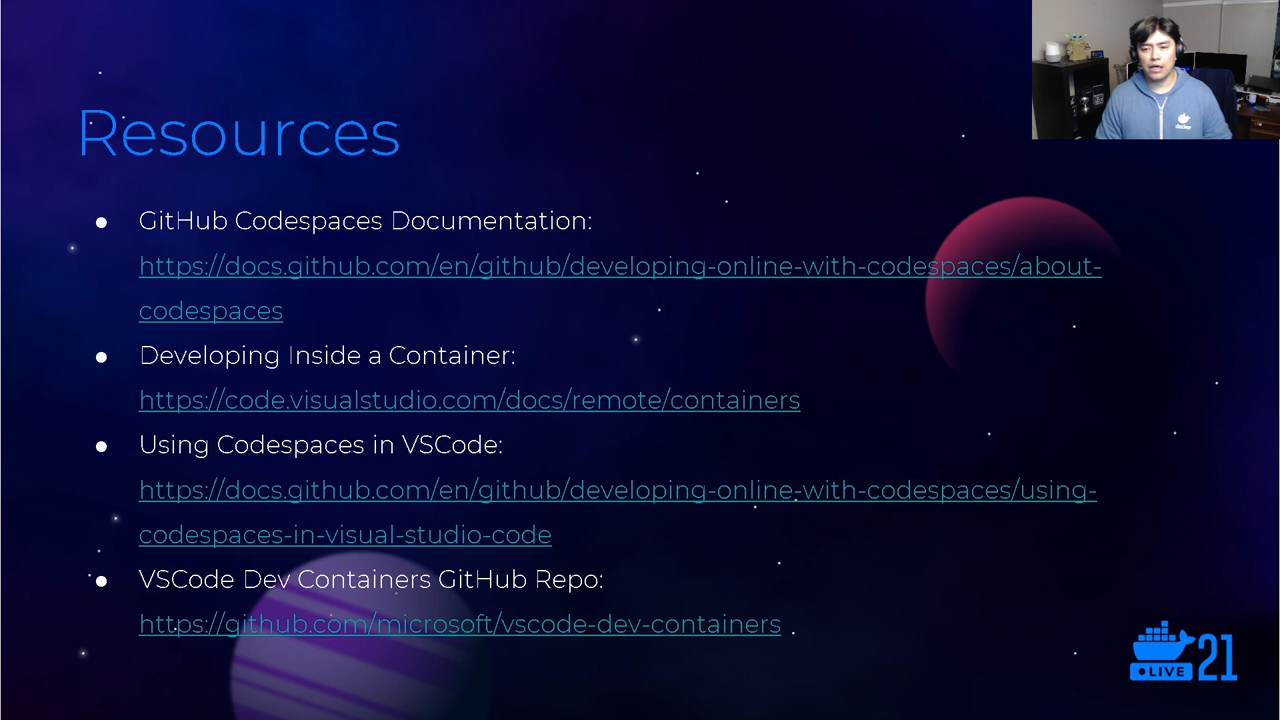 Resources
● GitHub Codespaces Documentation:
https://docs.github.com/en/github/developing-online-with-codespaces/about-
codespaces
● Developing Inside a Container:
https://code.visualstudio.com/docs/remote/containers
● Using Codespaces in VSCode:
https://docs.github.com/en/github/developing-online-with-codespaces/using-
codespaces-in-visual-studio-code
● VSCode Dev Containers GitHub Repo:
https://github.com/microsoft/vscode-dev-containers
docker
LIVE 21